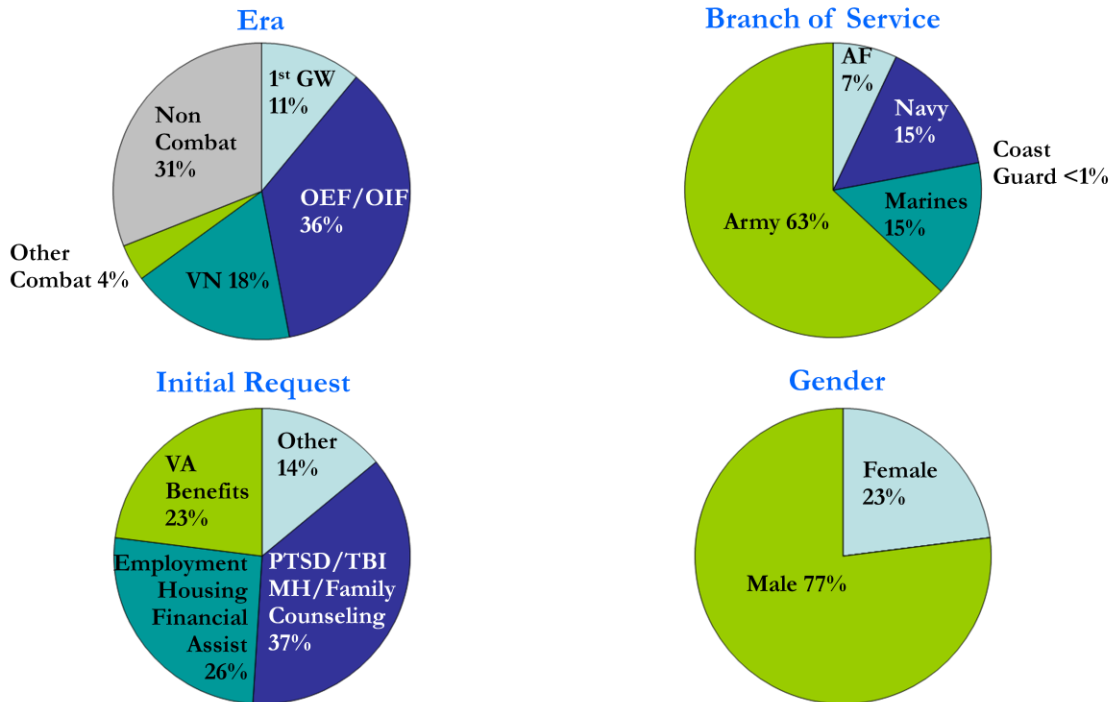 Era
1st GW
11%
OEF/OIF
36%
VN 18%
Other
Combat 4%
Non
Combat
31%
Branch of Service
AF
7%
Navy
15%
Coast
Guard <1%
Marines
15%
Army 63%
Initial Request
Other
14%
PTSD/TBI
MH/Family
Counseling
37%
Employment
Housing
Financial
Assist
26%
VA
Benefits
23%
Gender
Female
23%
Male 77%